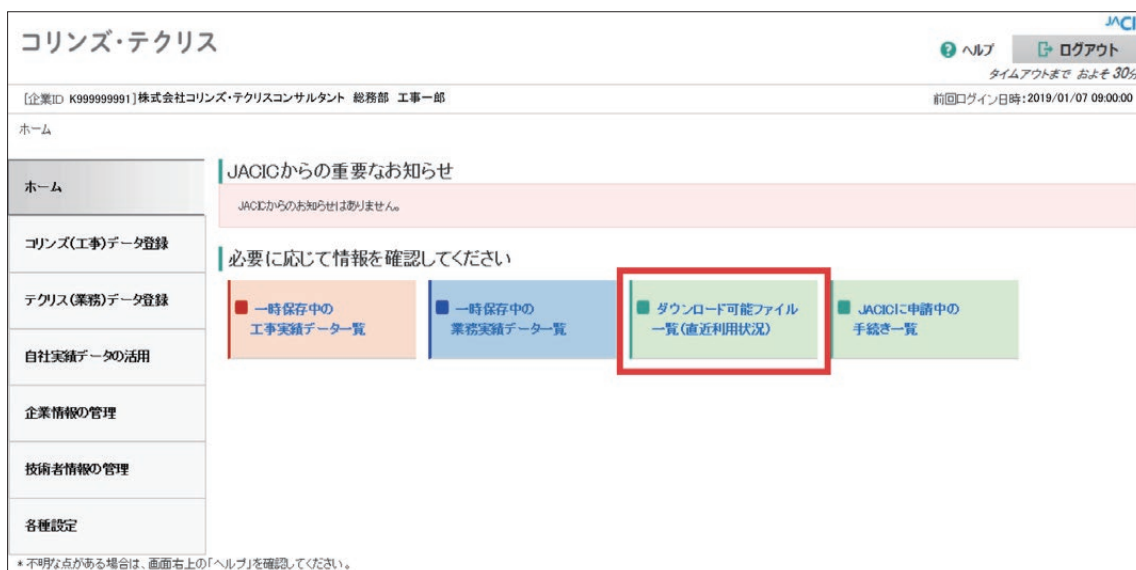 コリンズ・テクリス
JACI
ヘルプ
ログアウト
タイムアウトまで およそ 30分
[企業ID K999999991]株式会社コリンズ・テクリスコンサルタント 総務部 工事一郎
前回ログイン日時:2019/01/07 09:00:00
ホーム
ホーム
コリンズ(工事)データ登録
テクリス(業務)データ登録
自社実績データの活用
企業情報の管理
技術者情報の管理
各種設定
JACICからの重要なお知らせ
JACICからのお知らせはありません。
必要に応じて情報を確認してください
一時保存中の
工事実績データ一覧
一時保存中の
業務実績データ一覧
ダウンロード可能ファイル
一覧(直近利用状況)
JACICに申請中の
手続き一覧
* 不明な点がある場合は、画面右上の「ヘルプ」を確認してください。